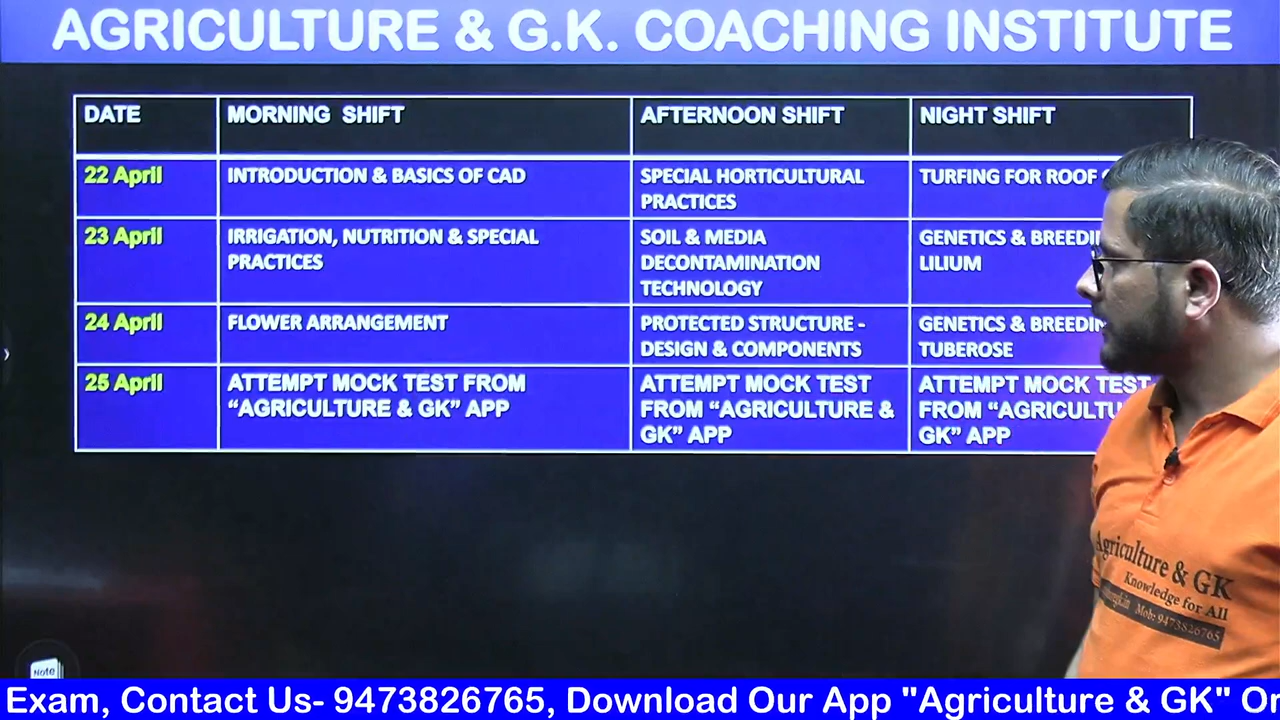 AGRICULTURE & G.K. COACHING INSTITUTE
DATE
MORNING SHIFT
AFTERNOON SHIFT
NIGHT SHIFT
22 April
INTRODUCTION & BASICS OF CAD
SPECIAL HORTICULTURAL
PRACTICES
TURFING FOR ROOF
23 April
IRRIGATION, NUTRITION & SPECIAL
PRACTICES
SOIL & MEDIA
DECONTAMINATION
TECHNOLOGY
GENETICS &
LILIUM
24 April
FLOWER ARRANGEMENT
PROTECTED STRUCTURE -
DESIGN & COMPONENTS
GENETICS &
TUBEROSE
25 April
ATTEMPT MOCK TEST FROM
“AGRICULTURE & GK” APP
ATTEMPT MOCK TEST
FROM “AGRICULTURE &
GK” APP
ATTEMPT MOCK TEST
FROM
GK” APP
Agriculture & GK
Knowledge for All
Mob: 9473826765
Note
Exam, Contact Us- 9473826765, Download Our App "Agriculture & GK"